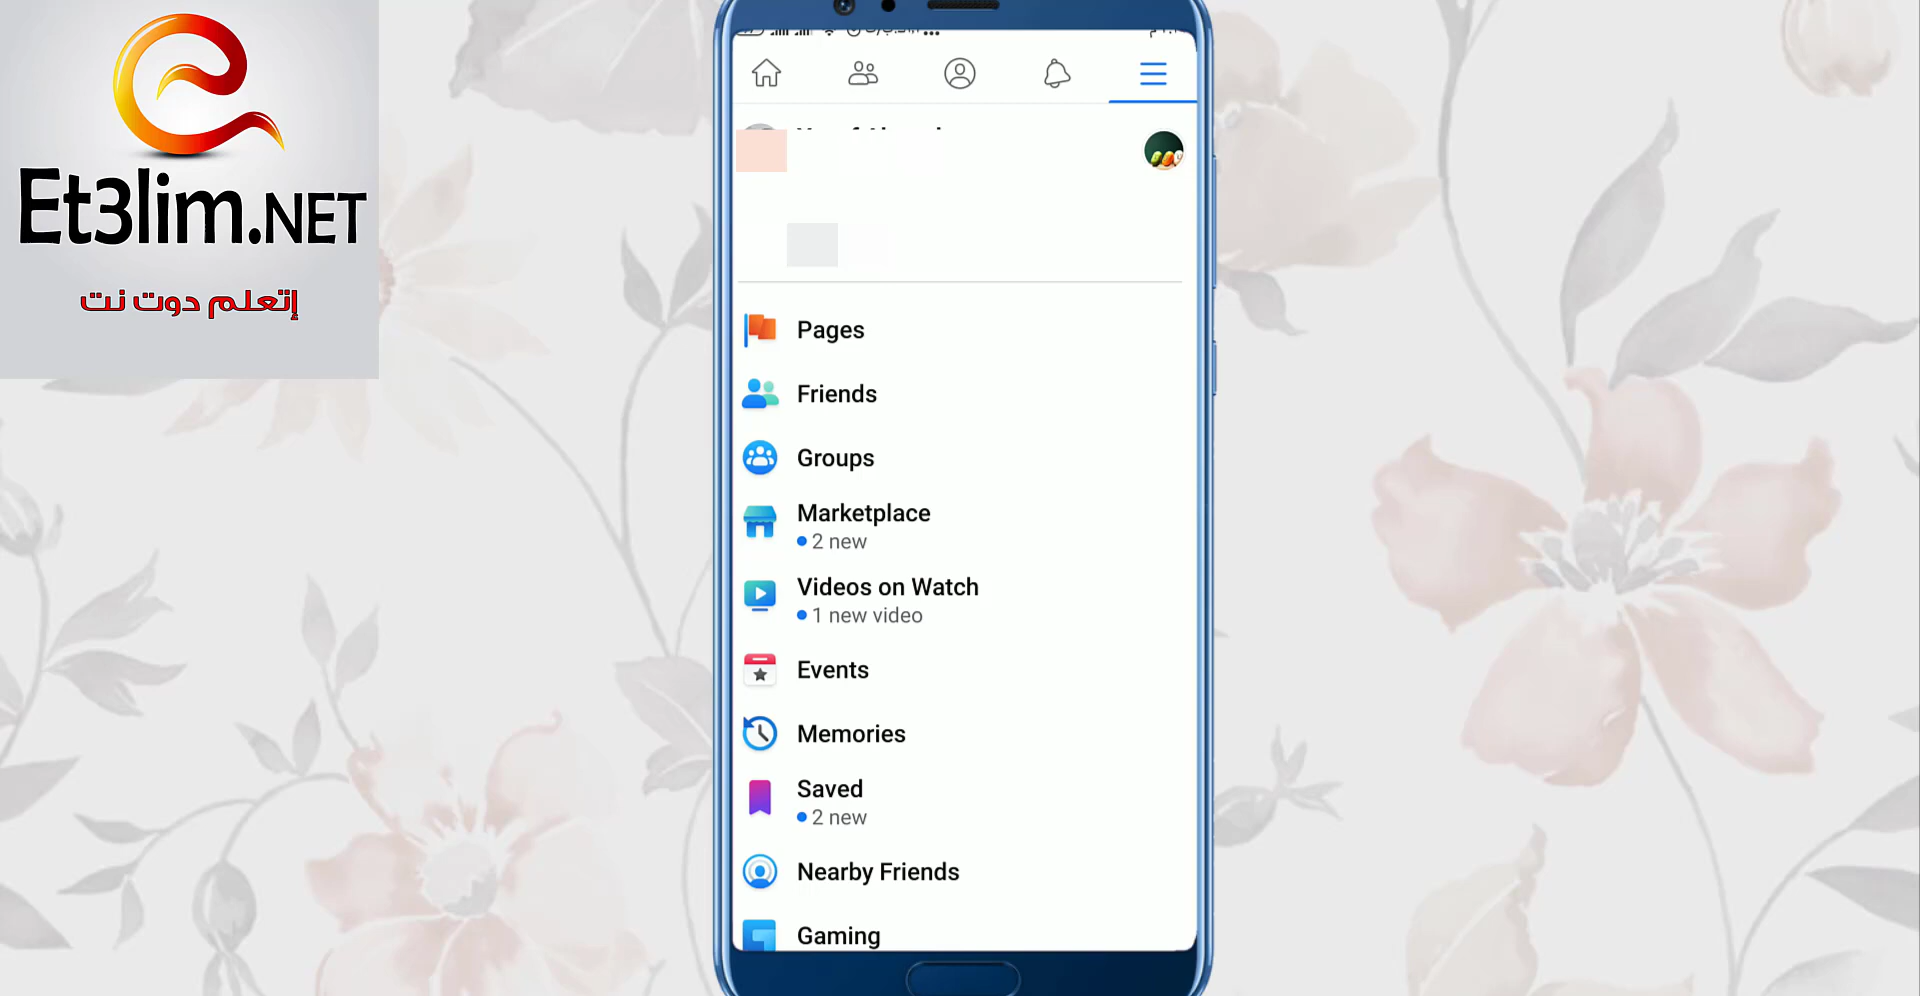 Et3lim.NET
إتعلم دوت نت
Pages
Friends
Groups
Marketplace
2 new
Videos on Watch
1 new video
Events
Memories
Saved
2 new
Nearby Friends
Gaming